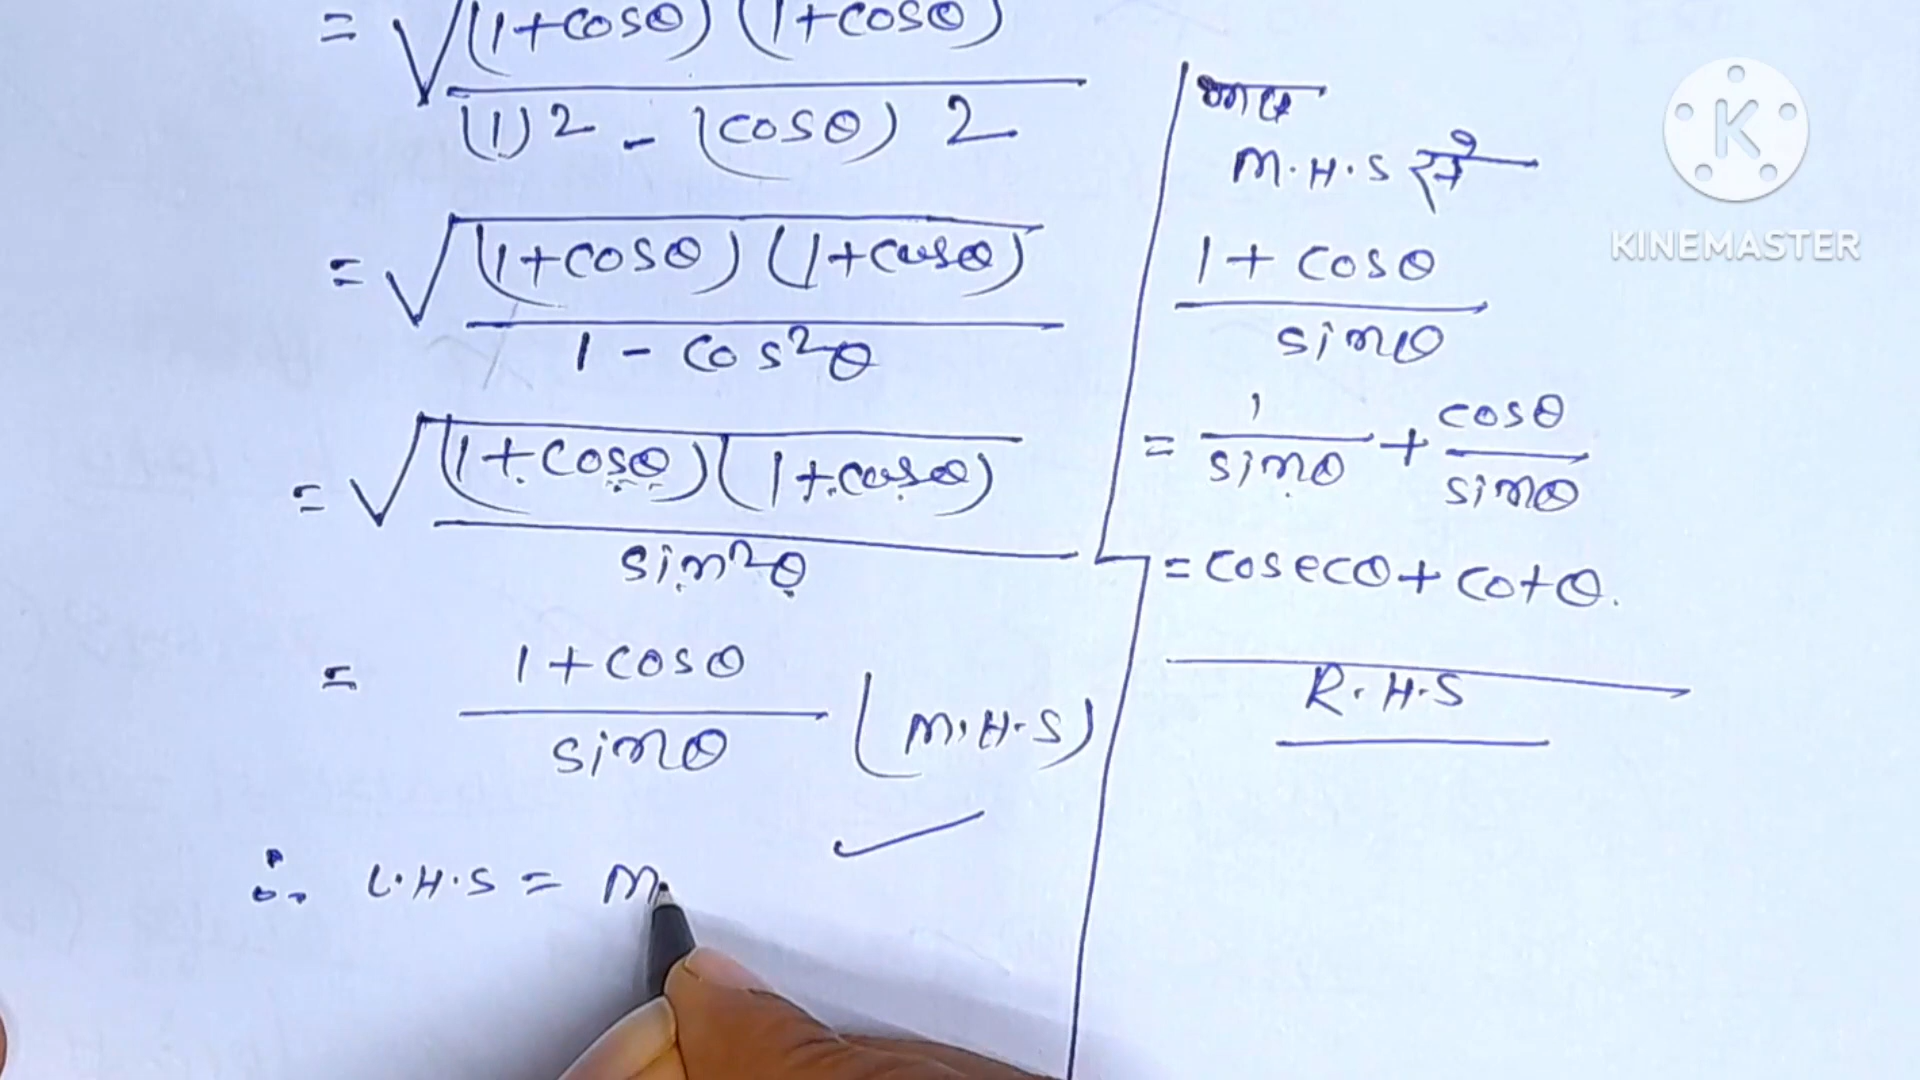 = √(1+cosθ) (1+cosθ)
(1)2 - (cosθ) 2
= √(1+cosθ) (1+cosθ)
1 - cos²θ
= √(1+cosθ) (1+cosθ)
sin²θ
= 1 + cosθ
sinθ (M.H.S)
∴ L.H.S = M.
M.H.S से
1 + cosθ
sinθ
= 1/sinθ + cosθ/sinθ
= cosecθ + cotθ.
R.H.S
K
KINEMASTER